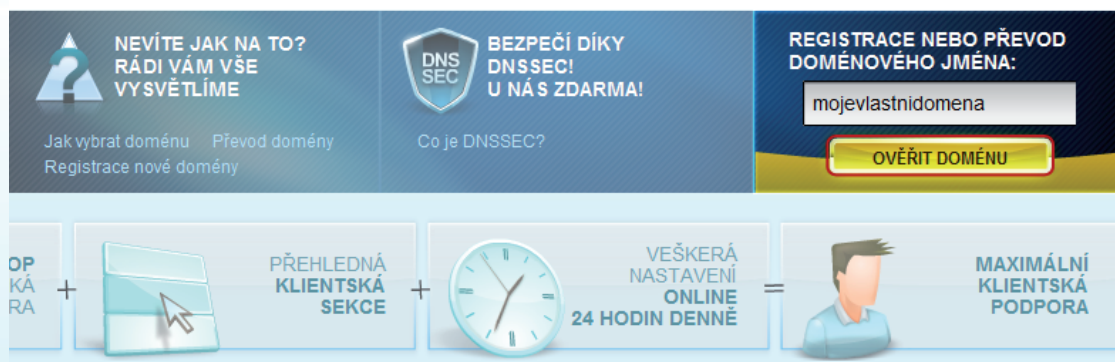 NEVÍTE JAK NA TO?
RÁDI VÁM VŠE
VYSVĚTLÍME
Jak vybrat doménu Převod domény
Registrace nové domény
DNS
SEC
BEZPEČÍ DÍKY
DNSSEC!
U NÁS ZDARMA!
Co je DNSSEC?
REGISTRACE NEBO PŘEVOD
DOMÉNOVÉHO JMÉNA:
mojevlastnidomena
OVĚŘIT DOMÉNU
OP
KÁ
RA
+
PŘEHLEDNÁ
KLIENTSKÁ
SEKCE
+
VEŠKERÁ
NASTAVENÍ
ONLINE
24 HODIN DENNĚ
=
MAXIMÁLNÍ
KLIENTSKÁ
PODPORA